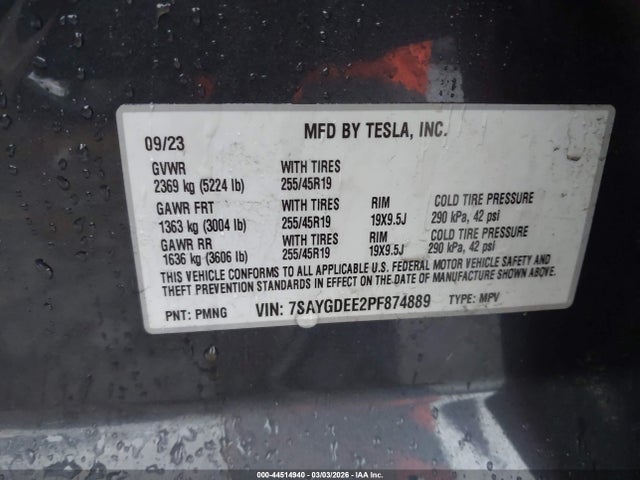 MFD BY TESLA, INC.
09/23
GVWR WITH TIRES
2369 kg (5224 lb) 255/45R19
GAWR FRT WITH TIRES RIM COLD TIRE PRESSURE
1363 kg (3004 lb) 255/45R19 19X9.5J 290 kPa, 42 psi
GAWR RR WITH TIRES RIM COLD TIRE PRESSURE
1636 kg (3606 lb) 255/45R19 19X9.5J 290 kPa, 42 psi
THIS VEHICLE CONFORMS TO ALL APPLICABLE U.S. FEDERAL MOTOR VEHICLE SAFETY AND
THEFT PREVENTION STANDARDS IN EFFECT ON THE DATE OF MANUFACTURE SHOWN ABOVE.
PNT: PMNG VIN: 7SAYGDEE2PF874889 TYPE: MPV
000-44514940 - 03/03/2026 - IAA Inc.